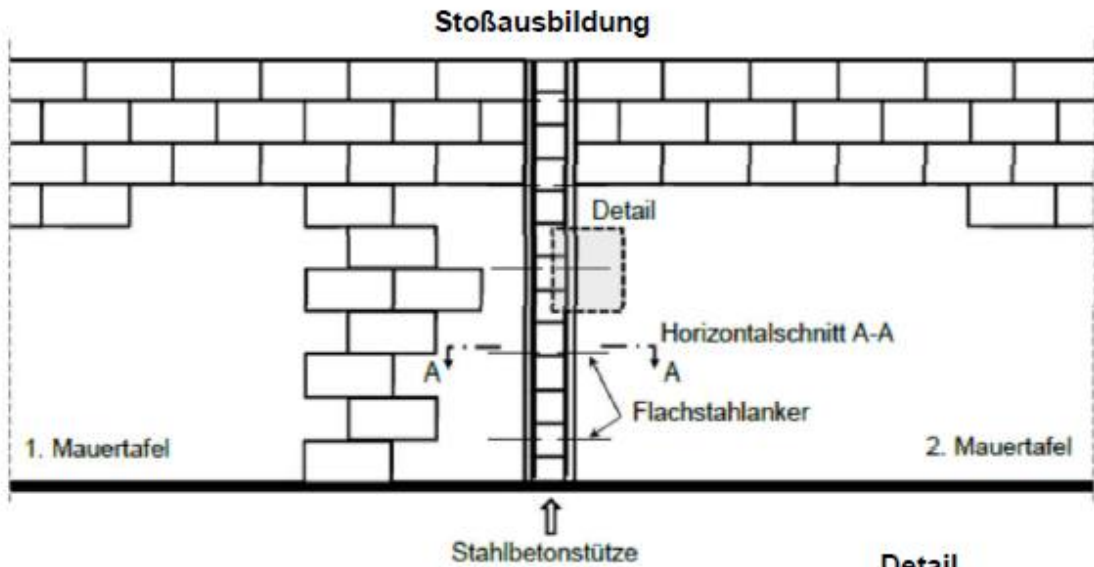 Stoßausbildung
Detail
Horizontalschnitt A-A
A
A
Flachstahlanker
1. Mauertafel
2. Mauertafel
Stahlbetonstütze
Detail